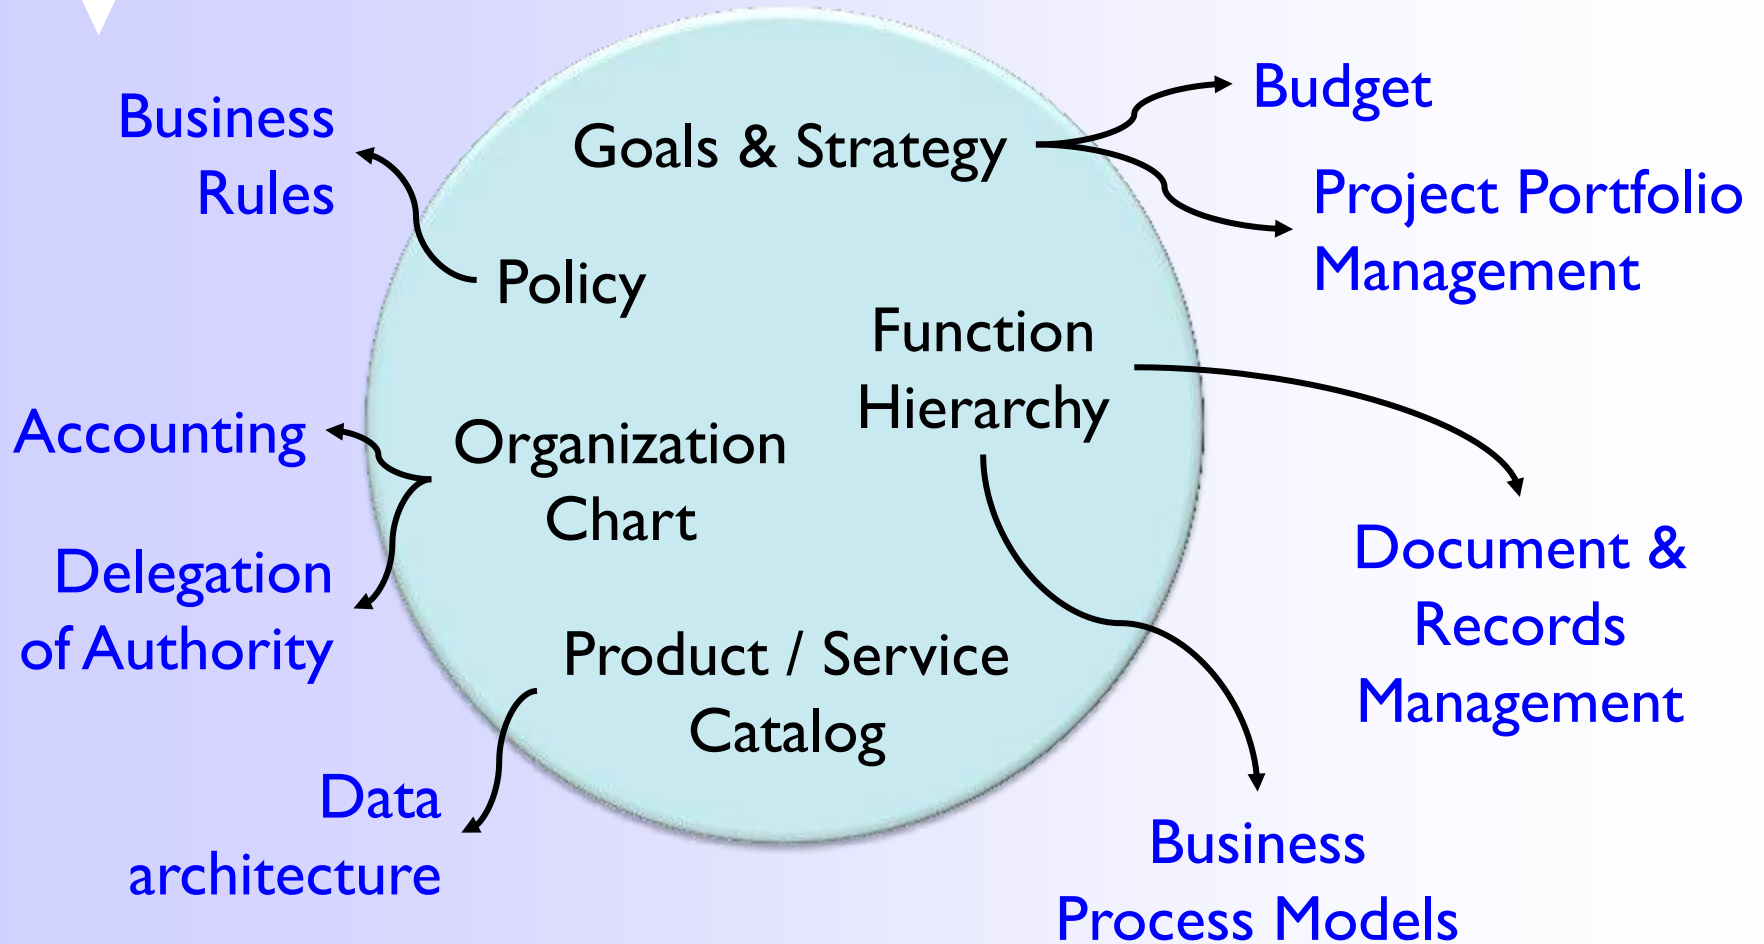 Budget
Business
Rules
Goals & Strategy
Project Portfolio
Management
Policy
Function
Hierarchy
Accounting
Organization
Chart
Delegation
of Authority
Document &
Records
Management
Product / Service
Catalog
Data
architecture
Business
Process Models